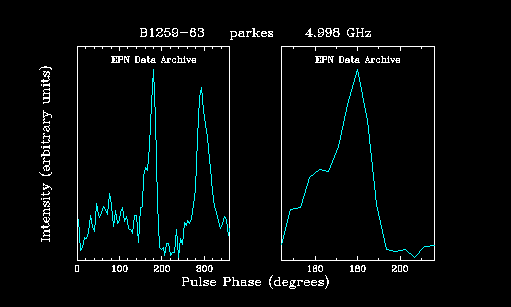 B1259-63 parkes 4.998 GHz
EPN Data Archive
EPN Data Archive
Intensity (arbitrary units)
0 100 200 300
160 180 200
Pulse Phase (degrees)